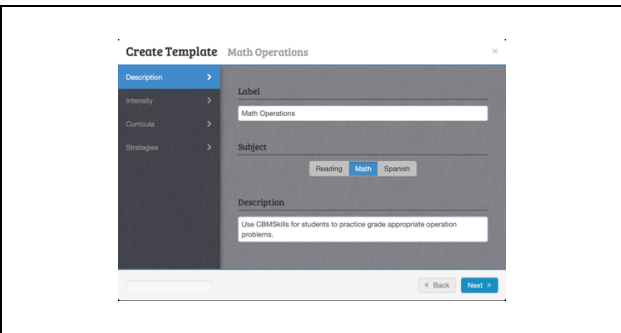 Create Template Math Operations ×
Description
Intensity
Curricula
Strategies
Label
Math Operations
Subject
Reading Math Spanish
Description
Use CBMSkills for students to practice grade appropriate operation
problems.
< Back Next >